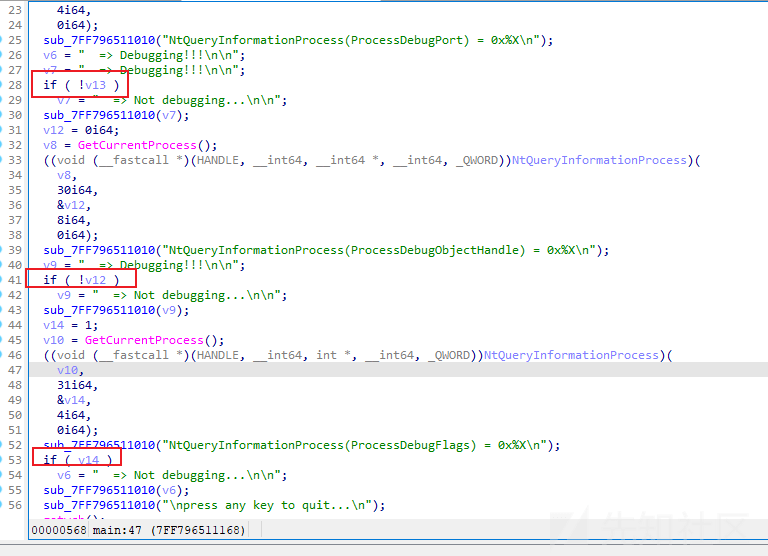 23 4i64,
24 0i64);
25 sub_7FF796511010("NtQueryInformationProcess(ProcessDebugPort) = 0x%X\n");
26 v6 = "  => Debugging!!!\n\n";
27 v7 = "  => Debugging!!!\n\n";
28 if ( !v13 )
29 v7 = "  => Not debugging...\n\n";
30 sub_7FF796511010(v7);
31 v12 = 0i64;
32 v8 = GetCurrentProcess();
33 ((void (__fastcall *)(HANDLE, __int64, __int64 *, __int64, _QWORD))NtQueryInformationProcess)(
34 v8,
35 30i64,
36 &v12,
37 8i64,
38 0i64);
39 sub_7FF796511010("NtQueryInformationProcess(ProcessDebugObjectHandle) = 0x%X\n");
40 v9 = "  => Debugging!!!\n\n";
41 if ( !v12 )
42 v9 = "  => Not debugging...\n\n";
43 sub_7FF796511010(v9);
44 v14 = 1;
45 v10 = GetCurrentProcess();
46 ((void (__fastcall *)(HANDLE, __int64, int *, __int64, _QWORD))NtQueryInformationProcess)(
47 v10,
48 31i64,
49 &v14,
50 4i64,
51 0i64);
52 sub_7FF796511010("NtQueryInformationProcess(ProcessDebugFlags) = 0x%X\n");
53 if ( v14 )
54 v6 = "  => Not debugging...\n\n";
55 sub_7FF796511010(v6);
56 sub_7FF796511010("\npress any key to quit...\n");
00000568 main:47 (7FF796511168)
先知社区